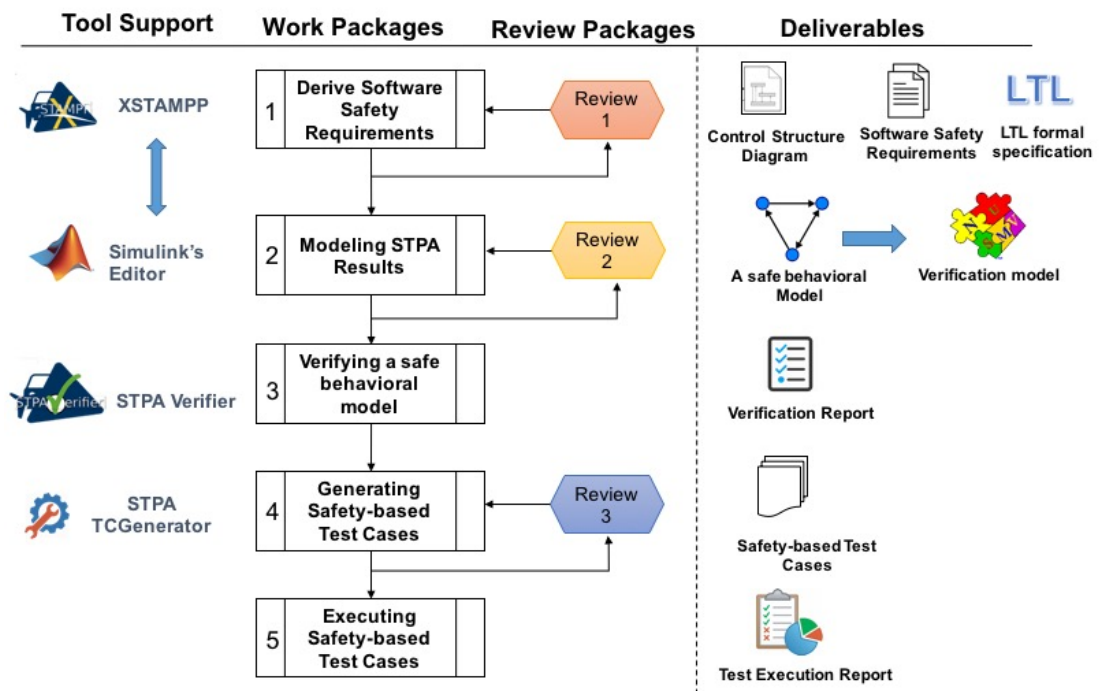 Tool Support
Work Packages
Review Packages
Deliverables
XSTAMPP
1
Derive Software
Safety
Requirements
Review
1
Control Structure
Diagram
Software Safety
Requirements
LTL
LTL formal
specification
Simulink's
Editor
2
Modeling STPA
Results
Review
2
A safe behavioral
Model
N
U
S
M
V
Verification model
STPA Verified
STPA Verifier
3
Verifying a safe
behavioral
model
Verification Report
STPA
TCGenerator
4
Generating
Safety-based
Test Cases
Review
3
Safety-based Test
Cases
5
Executing
Safety-based
Test Cases
Test Execution Report